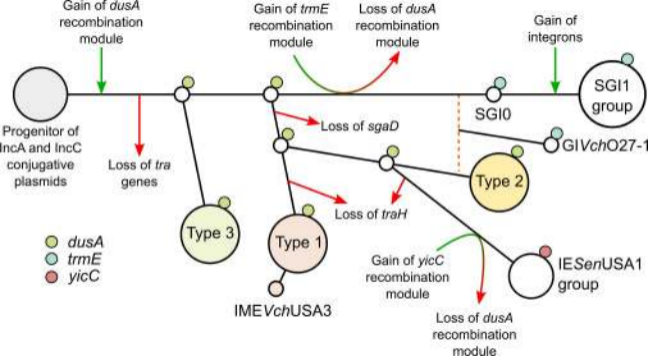 Gain of dusA
recombination
module
Gain of trmE
recombination
module
Loss of dusA
recombination
module
Gain of
integrons
SGI1
group
SGI0
Progenitor of
IncA and IncC
conjugative
plasmids
Loss of tra
genes
Loss of sgaD
GIVchO27-1
Type 2
Loss of traH
Type 3
Type 1
dusA
trmE
yicC
IMEVchUSA3
Gain of yicC
recombination
module
IESenUSA1
group
Loss of dusA
recombination
module